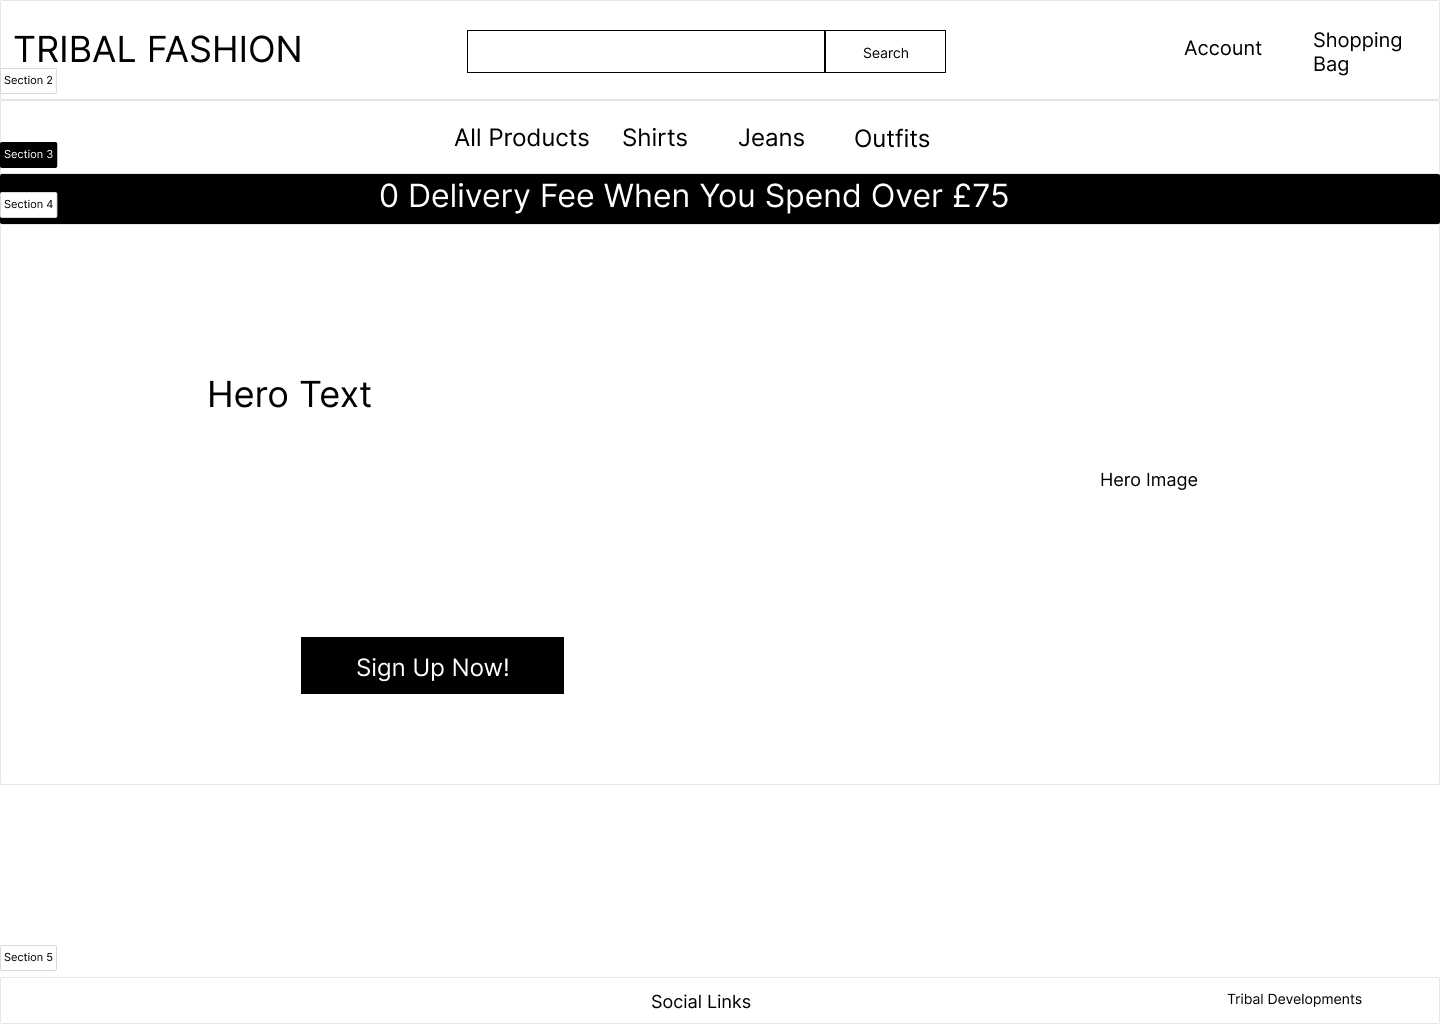 TRIBAL FASHION
Search
Account
Shopping
Bag
Section 2
All Products
Shirts
Jeans
Outfits
Section 3
0 Delivery Fee When You Spend Over £75
Section 4
Hero Text
Hero Image
Sign Up Now!
Section 5
Social Links
Tribal Developments